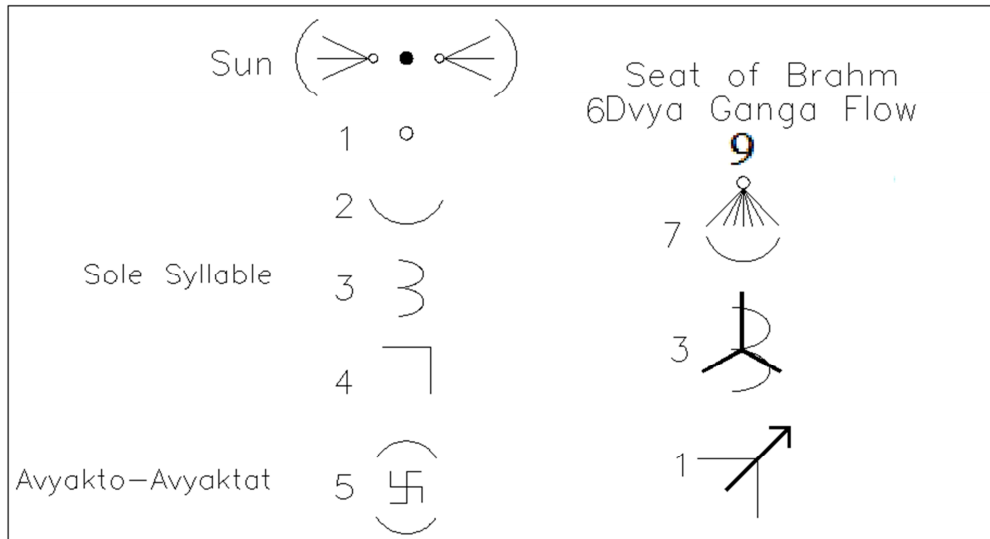 Sun
1
2
Sole Syllable 3
4
Avyakto-Avyaktat 5
Seat of Brahm
6Dvya Ganga Flow
9
7
3
1